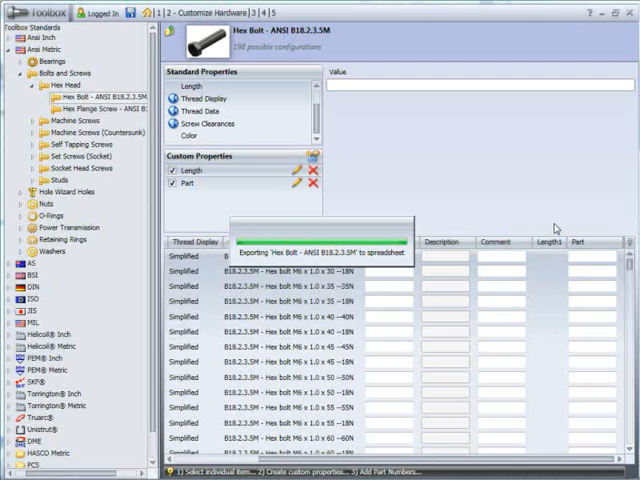 Toolbox
Logged In
1 | 2 - Customize Hardware | 3 | 4 | 5
Toolbox Standards
Ansi Inch
Ansi Metric
Bearings
Bolts and Screws
Hex Head
Hex Bolt - ANSI B18.2.3.5M
Hex Flange Screw - ANSI B
Machine Screws
Machine Screws (Countersunk)
Self Tapping Screws
Set Screws (Socket)
Socket Head Screws
Studs
Hole Wizard Holes
Nuts
O-Rings
Power Transmission
Retaining Rings
Washers
AS
BSI
DIN
ISO
JIS
MIL
Helicoil® Inch
Helicoil® Metric
PEM® Inch
PEM® Metric
SKF®
Torrington® Inch
Torrington® Metric
Truarc®
Unistrut®
DME
HASCO Metric
PCS
Hex Bolt - ANSI B18.2.3.5M
198 possible configurations
Standard Properties
Length
Thread Display
Thread Data
Screw Clearances
Color
Custom Properties
Length
Part
Value
Exporting 'Hex Bolt - ANSI B18.2.3.5M' to spreadsheet
Thread Display Description Comment Length1 Part
Simplified
Simplified B18.2.3.5M - Hex bolt M6 x 1.0 x 30 --18N
Simplified B18.2.3.5M - Hex bolt M6 x 1.0 x 35 --35N
Simplified B18.2.3.5M - Hex bolt M6 x 1.0 x 35 --18N
Simplified B18.2.3.5M - Hex bolt M6 x 1.0 x 40 --40N
Simplified B18.2.3.5M - Hex bolt M6 x 1.0 x 40 --18N
Simplified B18.2.3.5M - Hex bolt M6 x 1.0 x 45 --45N
Simplified B18.2.3.5M - Hex bolt M6 x 1.0 x 45 --18N
Simplified B18.2.3.5M - Hex bolt M6 x 1.0 x 50 --50N
Simplified B18.2.3.5M - Hex bolt M6 x 1.0 x 50 --18N
Simplified B18.2.3.5M - Hex bolt M6 x 1.0 x 55 --55N
Simplified B18.2.3.5M - Hex bolt M6 x 1.0 x 55 --18N
Simplified B18.2.3.5M - Hex bolt M6 x 1.0 x 60 --60N
1) Select individual item... 2) Create custom properties... 3) Add Part Numbers...